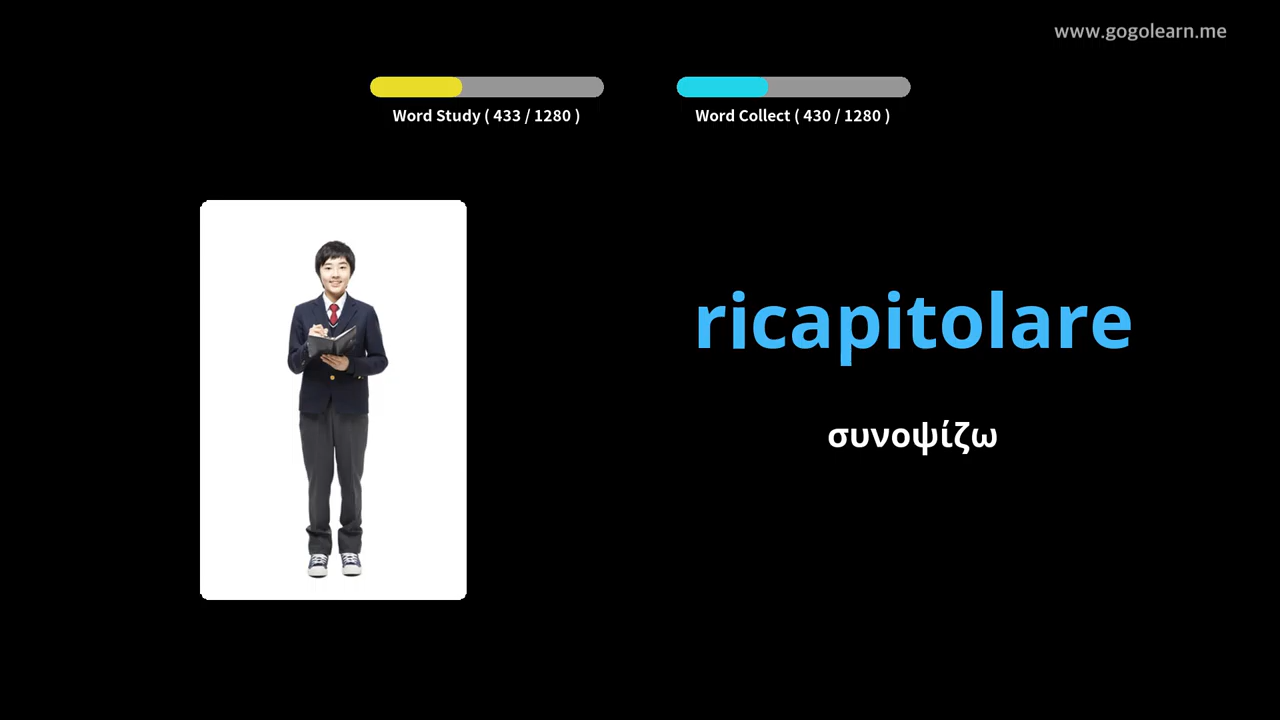 www.gogolearn.me
Word Study ( 433 / 1280 )
Word Collect ( 430 / 1280 )
ricapitolare
συνοψίζω